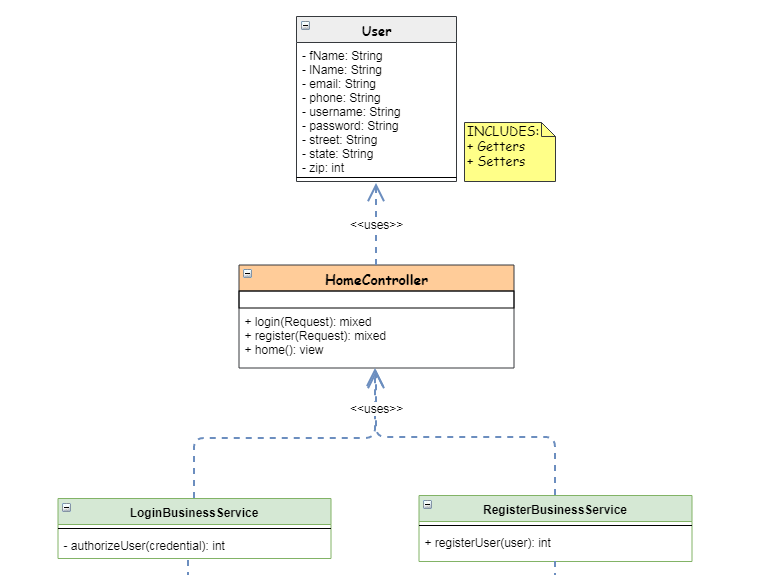 User
- fName: String
- lName: String
- email: String
- phone: String
- username: String
- password: String
- street: String
- state: String
- zip: int
INCLUDES:
+ Getters
+ Setters
<<uses>>
HomeController
+ login(Request): mixed
+ register(Request): mixed
+ home(): view
<<uses>>
LoginBusinessService
- authorizeUser(credential): int
RegisterBusinessService
+ registerUser(user): int